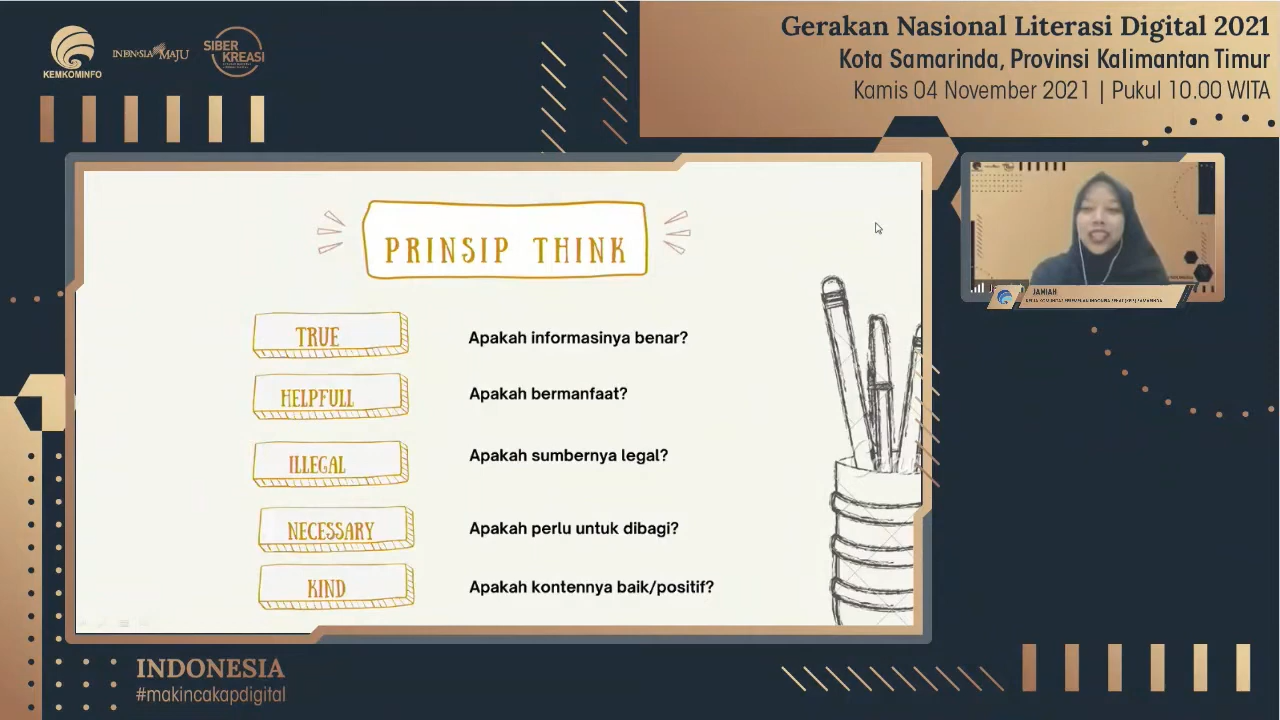 KEMKOMINFO
INDONESIA MAJU
SIBER
KREASI
Gerakan Nasional Literasi Digital 2021
Kota Samarinda, Provinsi Kalimantan Timur
Kamis 04 November 2021 | Pukul 10.00 WITA
PRINSIP THINK
TRUE
Apakah informasinya benar?
HELPFULL
Apakah bermanfaat?
ILLEGAL
Apakah sumbernya legal?
NECESSARY
Apakah perlu untuk dibagi?
KIND
Apakah kontennya baik/positif?
JAMIAH
INDONESIA
#makincakapdigital